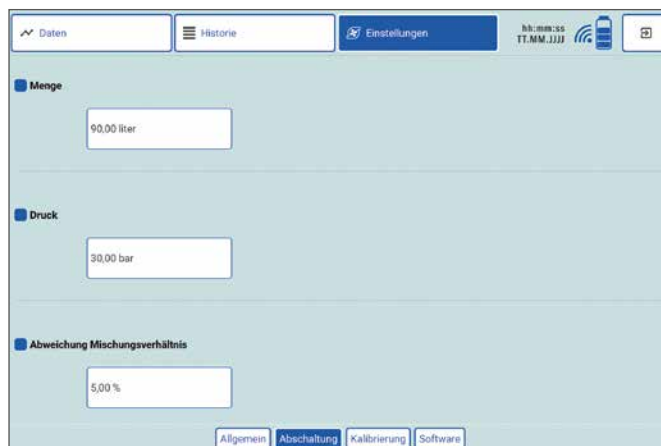 Daten
Historie
Einstellungen
hh:mm:ss
TT.MM.JJJJ
Menge
90,00 liter
Druck
30,00 bar
Abweichung Mischungsverhältnis
5,00 %
Allgemein Abschaltung Kalibrierung Software